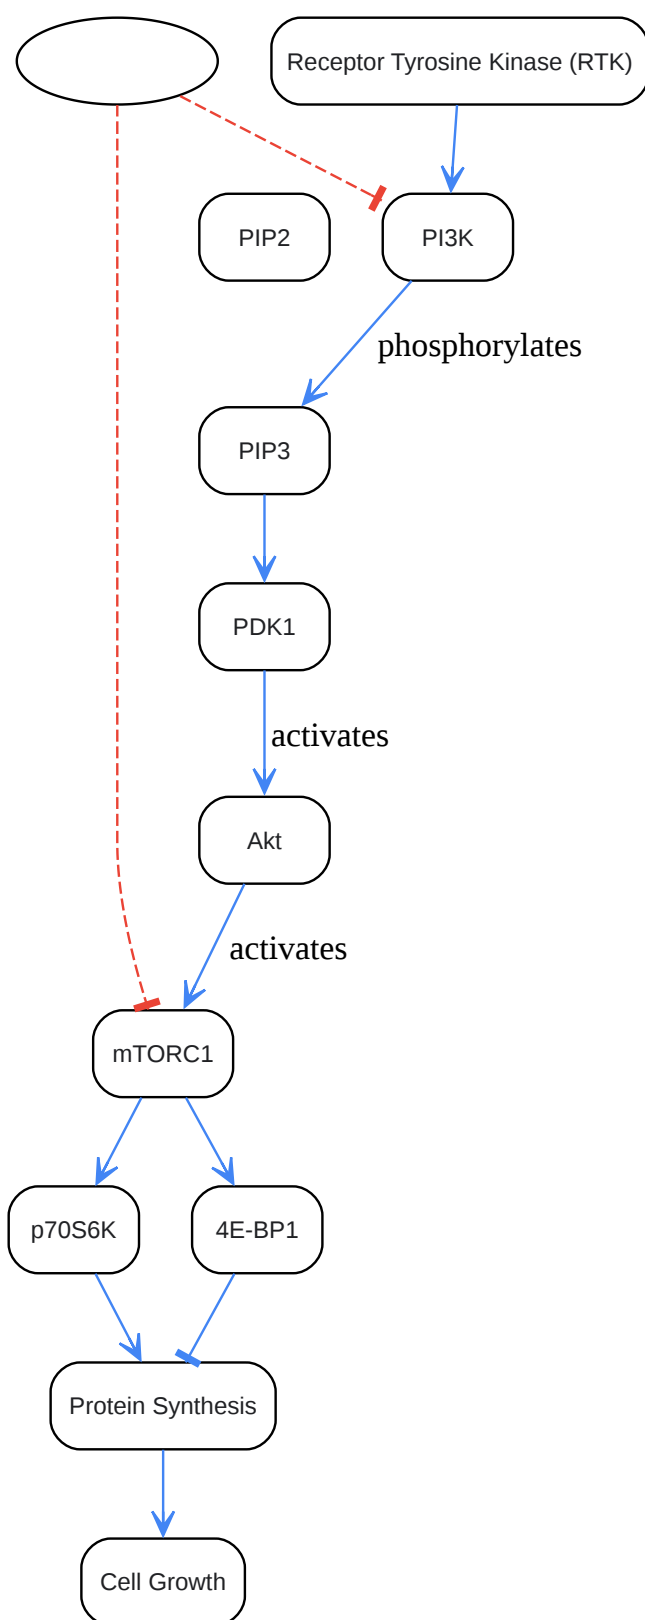 Receptor Tyrosine Kinase (RTK)
PIP2
PI3K
phosphorylates
PIP3
PDK1
activates
Akt
activates
mTORC1
p70S6K
4E-BP1
Protein Synthesis
Cell Growth